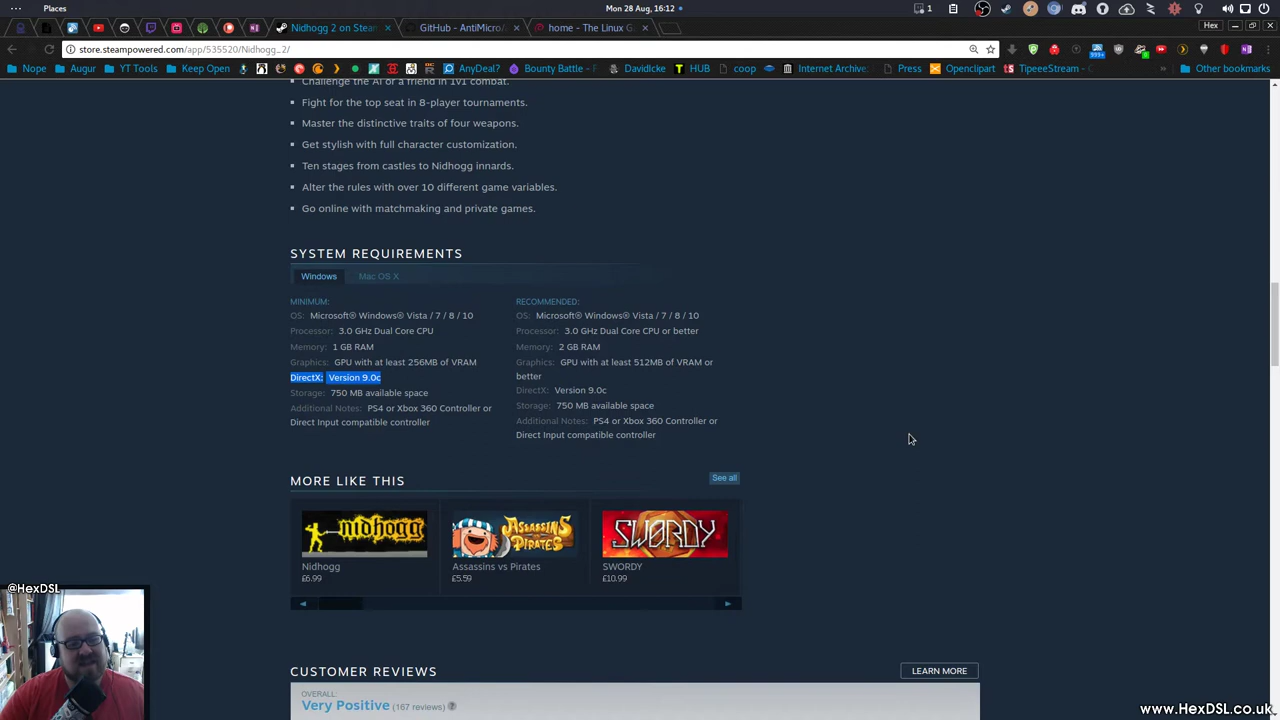 Places
Mon 28 Aug, 16:12
1
Hex
Nidhogg 2 on Steam
GitHub - AntiMicro/A
home - The Linux G
store.steampowered.com/app/535520/Nidhogg_2/
Nope
Augur
YT Tools
Keep Open
AnyDeal?
Bounty Battle - F
DavidIcke
HUB
coop
Internet Archive:
Press
Openclipart
TipeeeStream -
Other bookmarks
Challenge the AI or a friend in 1v1 combat.
Fight for the top seat in 8-player tournaments.
Master the distinctive traits of four weapons.
Get stylish with full character customization.
Ten stages from castles to Nidhogg innards.
Alter the rules with over 10 different game variables.
Go online with matchmaking and private games.
SYSTEM REQUIREMENTS
Windows
Mac OS X
MINIMUM:
OS: Microsoft® Windows® Vista / 7 / 8 / 10
Processor: 3.0 GHz Dual Core CPU
Memory: 1 GB RAM
Graphics: GPU with at least 256MB of VRAM
DirectX: Version 9.0c
Storage: 750 MB available space
Additional Notes: PS4 or Xbox 360 Controller or
Direct Input compatible controller
RECOMMENDED:
OS: Microsoft® Windows® Vista / 7 / 8 / 10
Processor: 3.0 GHz Dual Core CPU or better
Memory: 2 GB RAM
Graphics: GPU with at least 512MB of VRAM or
better
DirectX: Version 9.0c
Storage: 750 MB available space
Additional Notes: PS4 or Xbox 360 Controller or
Direct Input compatible controller
MORE LIKE THIS
See all
nidhogg
ASSASSINS vs PIRATES
SWORDY
Nidhogg
£6.99
Assassins vs Pirates
£5.59
SWORDY
£10.99
@HexDSL
CUSTOMER REVIEWS
LEARN MORE
OVERALL:
Very Positive (167 reviews)
www.HexDSL.co.uk